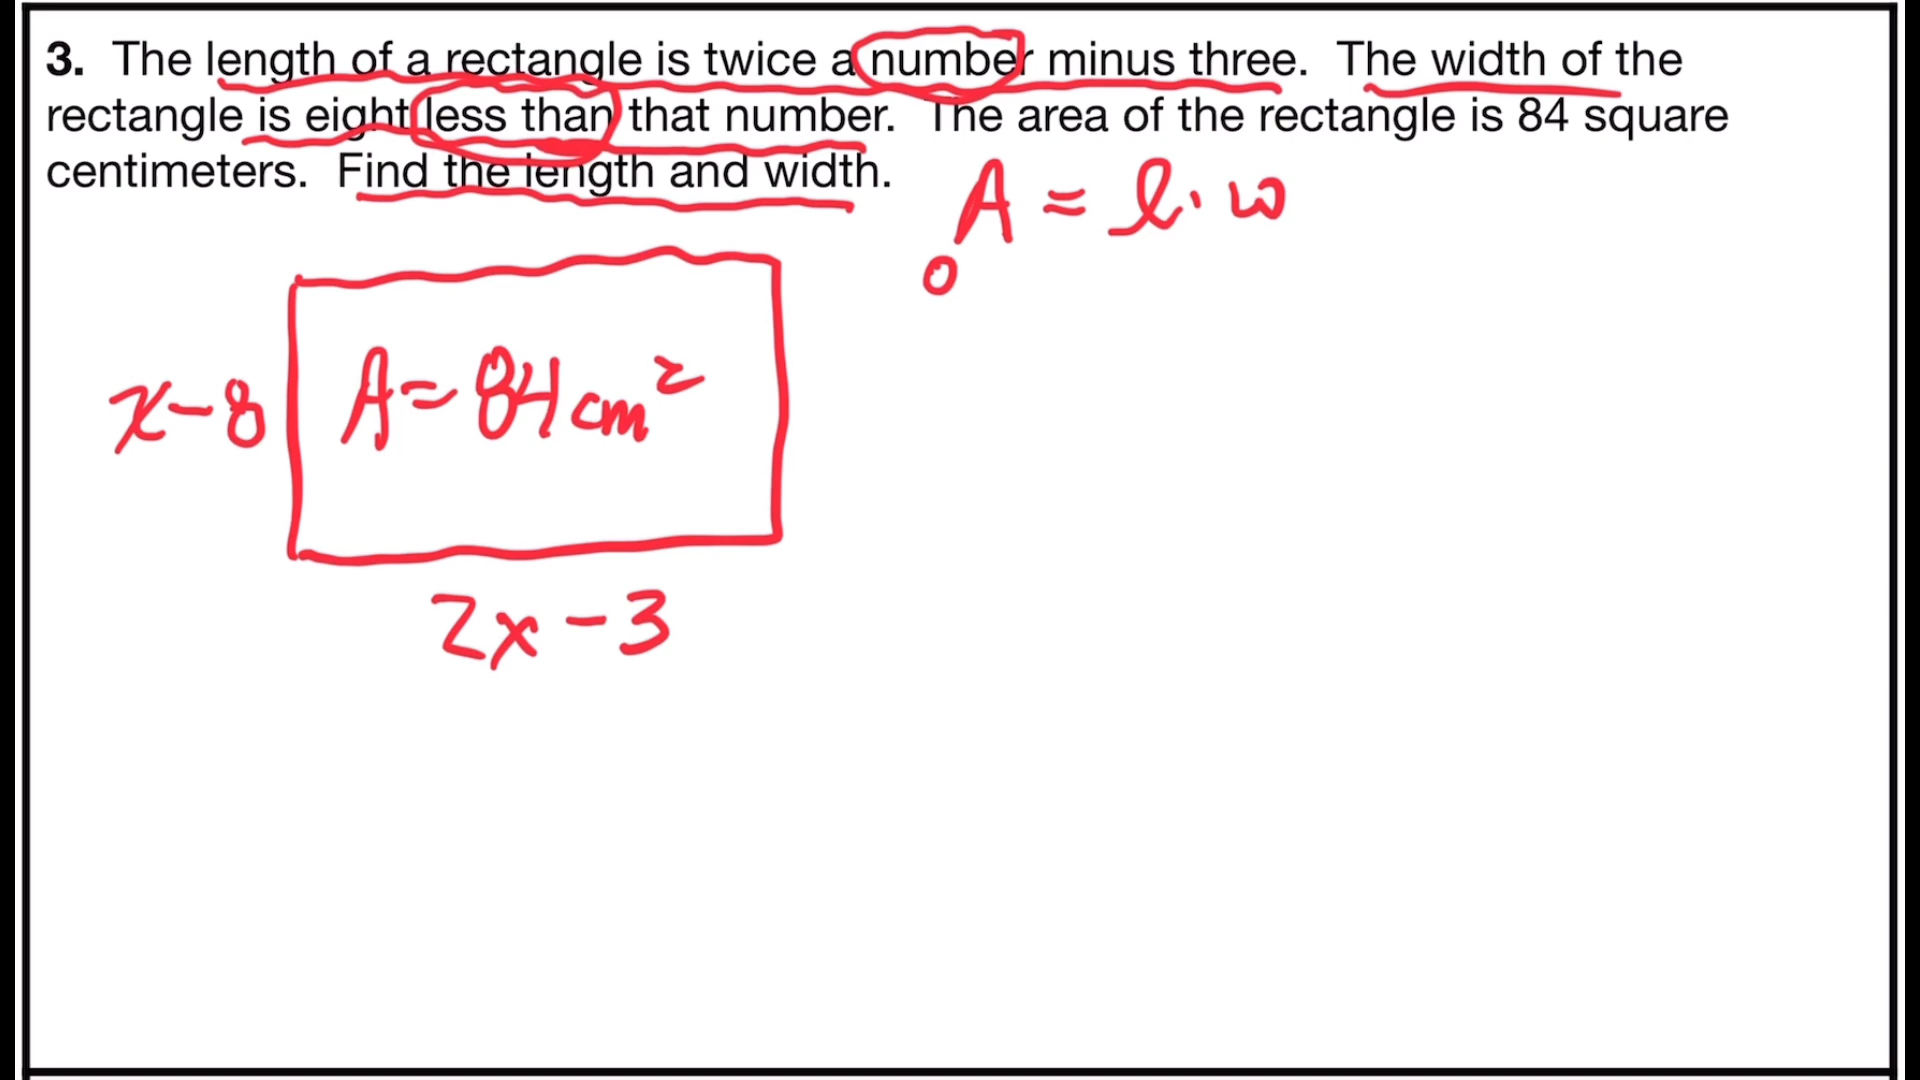 3. The length of a rectangle is twice a number minus three. The width of the
rectangle is eight less than that number. The area of the rectangle is 84 square
centimeters. Find the length and width.
A = l · w
0
x-8
A= 84cm²
2x-3